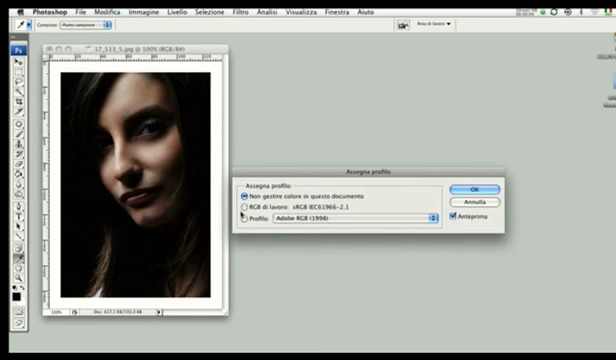 Photoshop File Modifica Immagine Livello Selezione Filtro Analisi Visualizza Finestra Aiuto
Campione: Punto campione
Area di lavoro
17_513_5.jpg @ 100% (RGB/8#)
Ps
Assegna profilo
Assegna profilo:
Non gestire colore in questo documento
RGB di lavoro: sRGB IEC61966-2.1
Profilo: Adobe RGB (1998)
OK
Annulla
Anteprima
100%